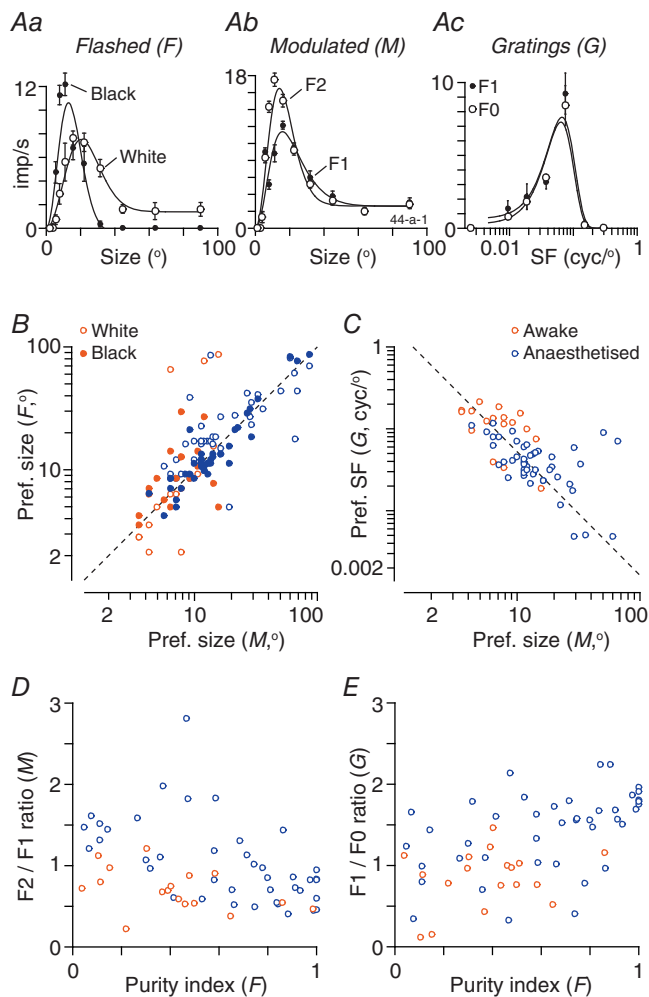 Aa
Flashed (F)
12
imp/s
0
Black
White
0
100
Size (°)
Ab
Modulated (M)
18
0
F2
F1
44-a-1
0
100
Size (°)
Ac
Gratings (G)
10
0
F1
F0
0.01
1
SF (cyc/°)
B
White
Black
100
10
2
Pref. size (F,°)
2
10
100
Pref. size (M,°)
C
Awake
Anaesthetised
1
0.002
Pref. SF (G, cyc/°)
2
10
100
Pref. size (M,°)
D
3
2
1
0
F2 / F1 ratio (M)
0
1
Purity index (F)
E
3
2
1
0
F1 / F0 ratio (G)
0
1
Purity index (F)